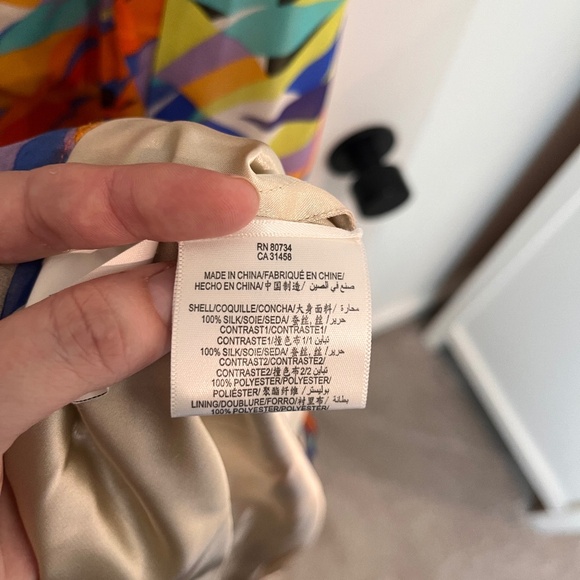 RN 80734
CA 31458
MADE IN CHINA/FABRIQUÉ EN CHINE/
HECHO EN CHINA/中国制造/ صنع في الصين
SHELL/COQUILLE/CONCHA/大身面料/ محارة
100% SILK/SOIE/SEDA/ 蚕丝, 丝 / حرير
CONTRAST1/CONTRASTE1/
CONTRASTE1/撞色布1/1 تباين
100% SILK/SOIE/SEDA/ 蚕丝, 丝 / حرير
CONTRAST2/CONTRASTE2/
CONTRASTE2/撞色布2/2 تباين
100% POLYESTER/POLYESTER/
POLIÉSTER/ 聚酯纤维 / بوليستر
LINING/DOUBLURE/FORRO/衬里布/ بطانة
100% POLYESTER/POLYESTER/